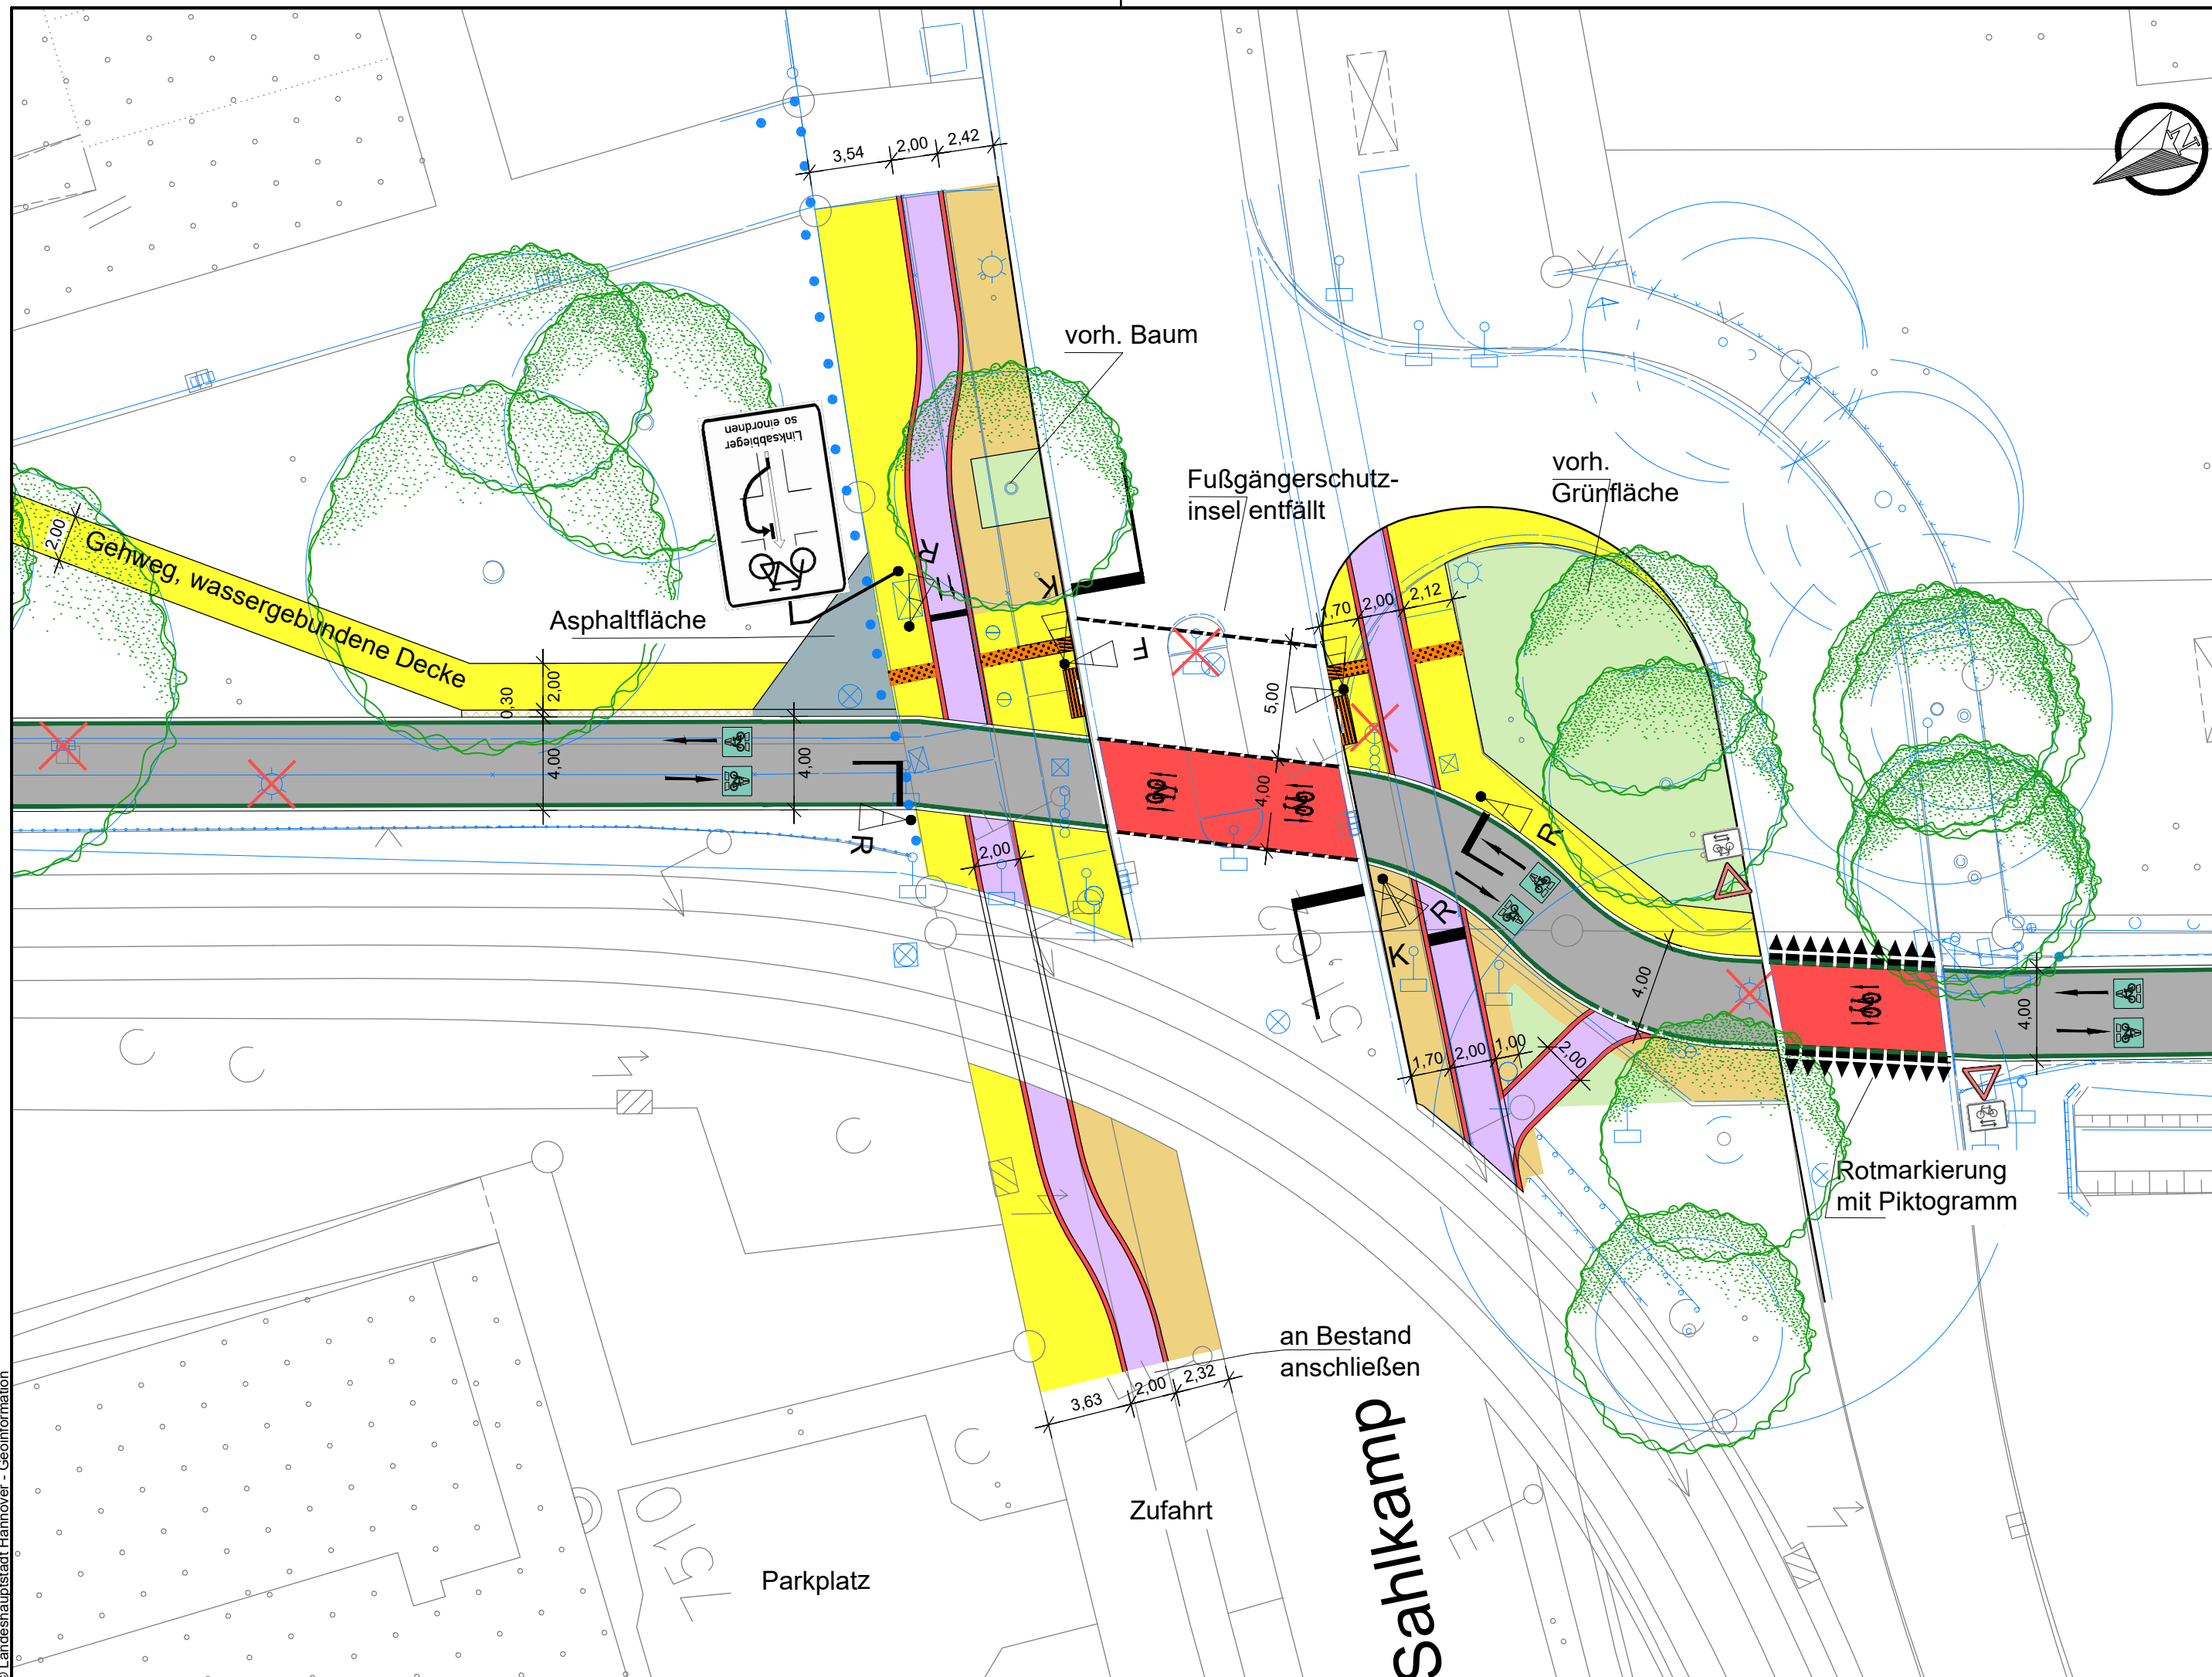 3,54
2,00
2,42
vorh. Baum
Fußgängerschutz-
insel entfällt
vorh.
Grünfläche
Linksabbieger
so einordnen
2,00
Gehweg, wassergebundene Decke
Asphaltfläche
R
K
F
1,70
2,00
2,12
0,30
2,00
5,00
4,00
4,00
4,00
R
2,00
R
R
K
4,00
4,00
1,70
2,00
1,00
2,00
Rotmarkierung
mit Piktogramm
an Bestand
anschließen
3,63
2,00
2,32
Zufahrt
Parkplatz
Sahlkamp
N
© Landeshauptstadt Hannover - Geoinformation